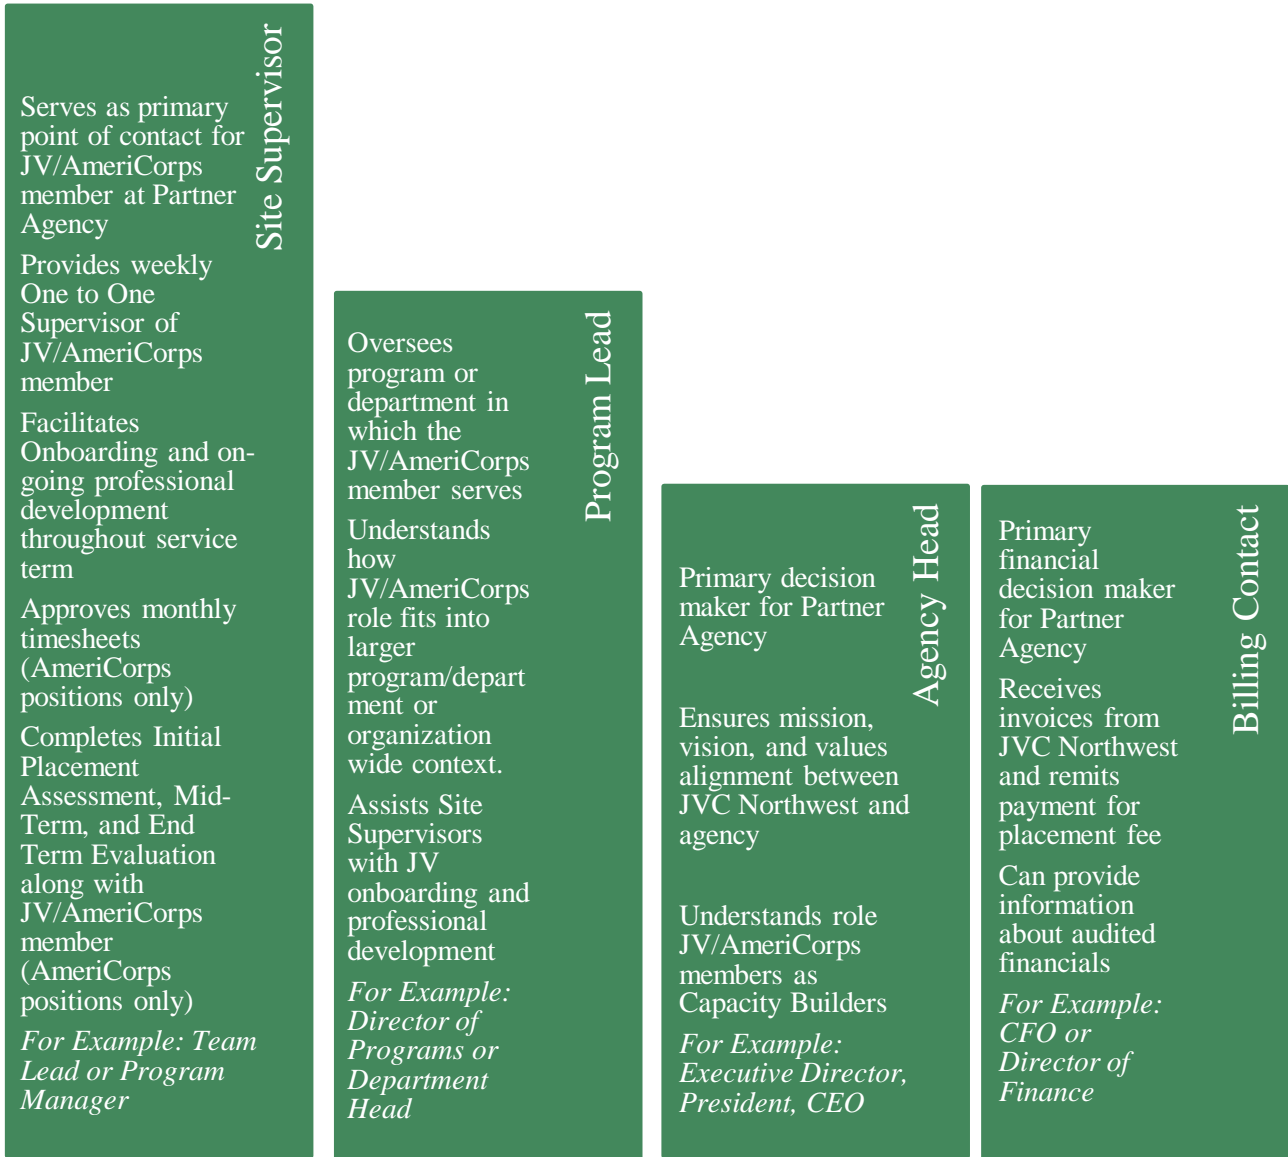 Site Supervisor
Serves as primary
point of contact for
JV/AmeriCorps
member at Partner
Agency
Provides weekly
One to One
Supervisor of
JV/AmeriCorps
member
Facilitates
Onboarding and on-
going professional
development
throughout service
term
Approves monthly
timesheets
(AmeriCorps
positions only)
Completes Initial
Placement
Assessment, Mid-
Term, and End
Term Evaluation
along with
JV/AmeriCorps
member
(AmeriCorps
positions only)
For Example: Team
Lead or Program
Manager
Program Lead
Oversees
program or
department in
which the
JV/AmeriCorps
member serves
Understands
how
JV/AmeriCorps
role fits into
larger
program/depart
ment or
organization
wide context.
Assists Site
Supervisors
with JV
onboarding and
professional
development
For Example:
Director of
Programs or
Department
Head
Agency Head
Primary decision
maker for Partner
Agency
Ensures mission,
vision, and values
alignment between
JVC Northwest and
agency
Understands role
JV/AmeriCorps
members as
Capacity Builders
For Example:
Executive Director,
President, CEO
Billing Contact
Primary
financial
decision maker
for Partner
Agency
Receives
invoices from
JVC Northwest
and remits
payment for
placement fee
Can provide
information
about audited
financials
For Example:
CFO or
Director of
Finance